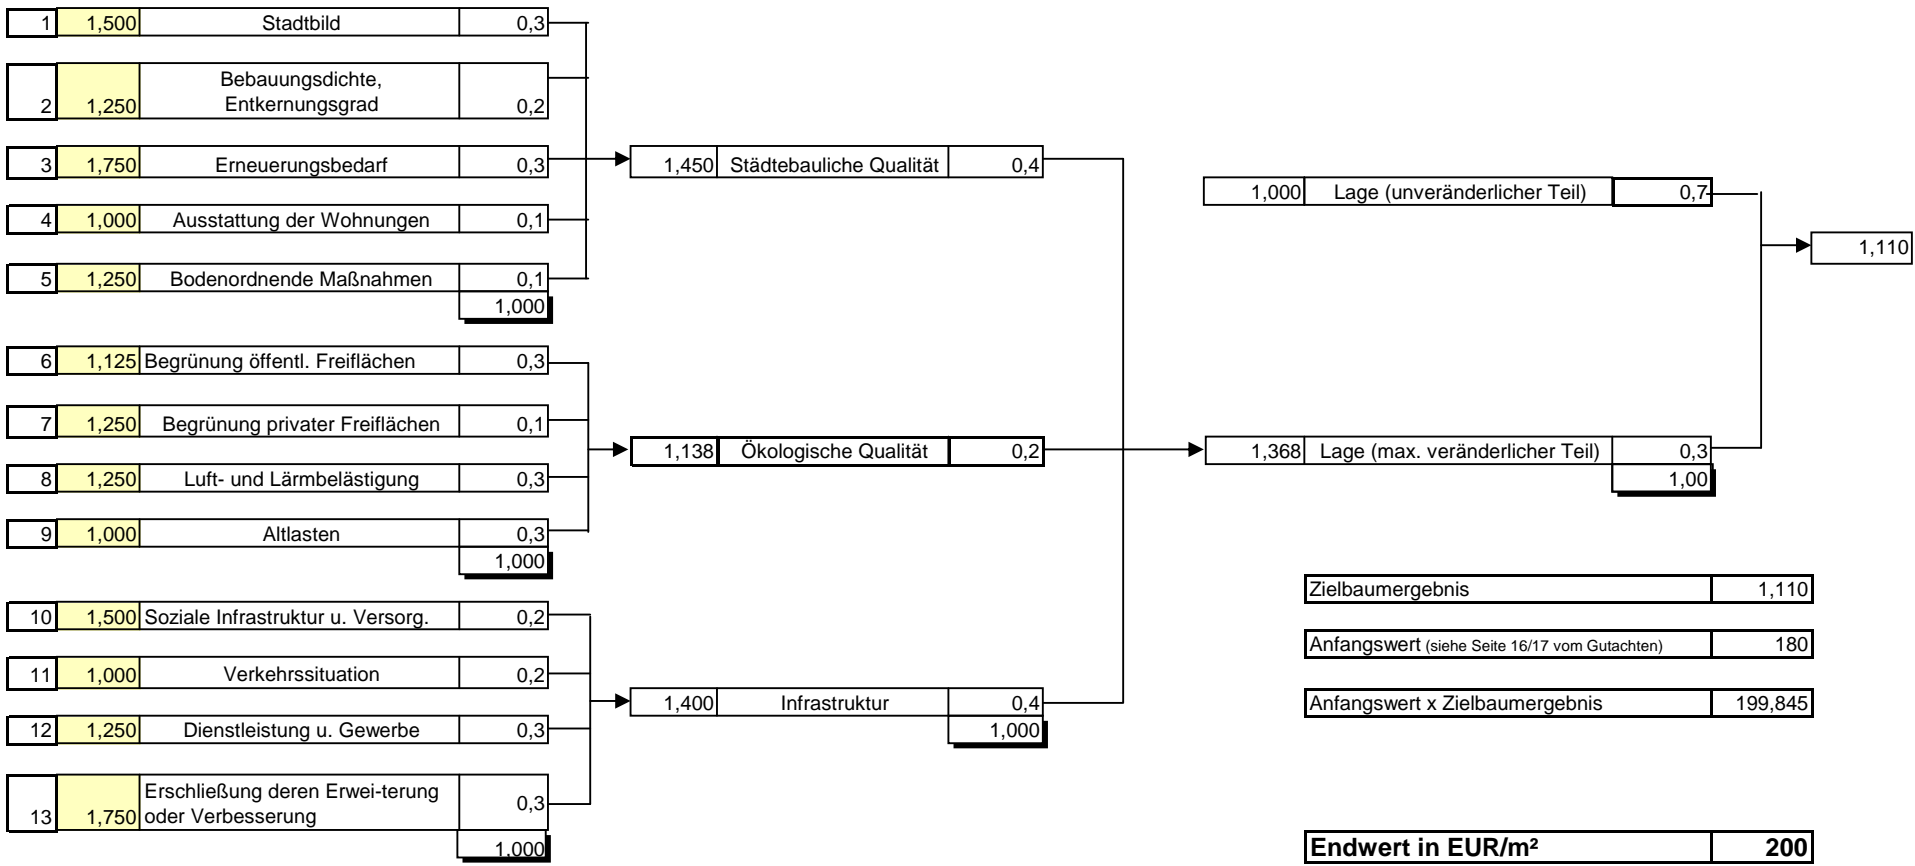 1 1,500 Stadtbild 0,3
Bebauungsdichte,
2 1,250 Entkernungsgrad 0,2
3 1,750 Erneuerungsbedarf 0,3
4 1,000 Ausstattung der Wohnungen 0,1
5 1,250 Bodenordnende Maßnahmen 0,1
1,000
1,450 Städtebauliche Qualität 0,4
6 1,125 Begrünung öffentl. Freiflächen 0,3
7 1,250 Begrünung privater Freiflächen 0,1
8 1,250 Luft- und Lärmbelästigung 0,3
9 1,000 Altlasten 0,3
1,000
1,138 Ökologische Qualität 0,2
10 1,500 Soziale Infrastruktur u. Versorg. 0,2
11 1,000 Verkehrssituation 0,2
12 1,250 Dienstleistung u. Gewerbe 0,3
Erschließung deren Erwei-terung
13 1,750 oder Verbesserung 0,3
1,000
1,400 Infrastruktur 0,4
1,000
1,000 Lage (unveränderlicher Teil) 0,7
1,368 Lage (max. veränderlicher Teil) 0,3
1,00
1,110
Zielbaumergebnis 1,110
Anfangswert (siehe Seite 16/17 vom Gutachten) 180
Anfangswert x Zielbaumergebnis 199,845
Endwert in EUR/m² 200